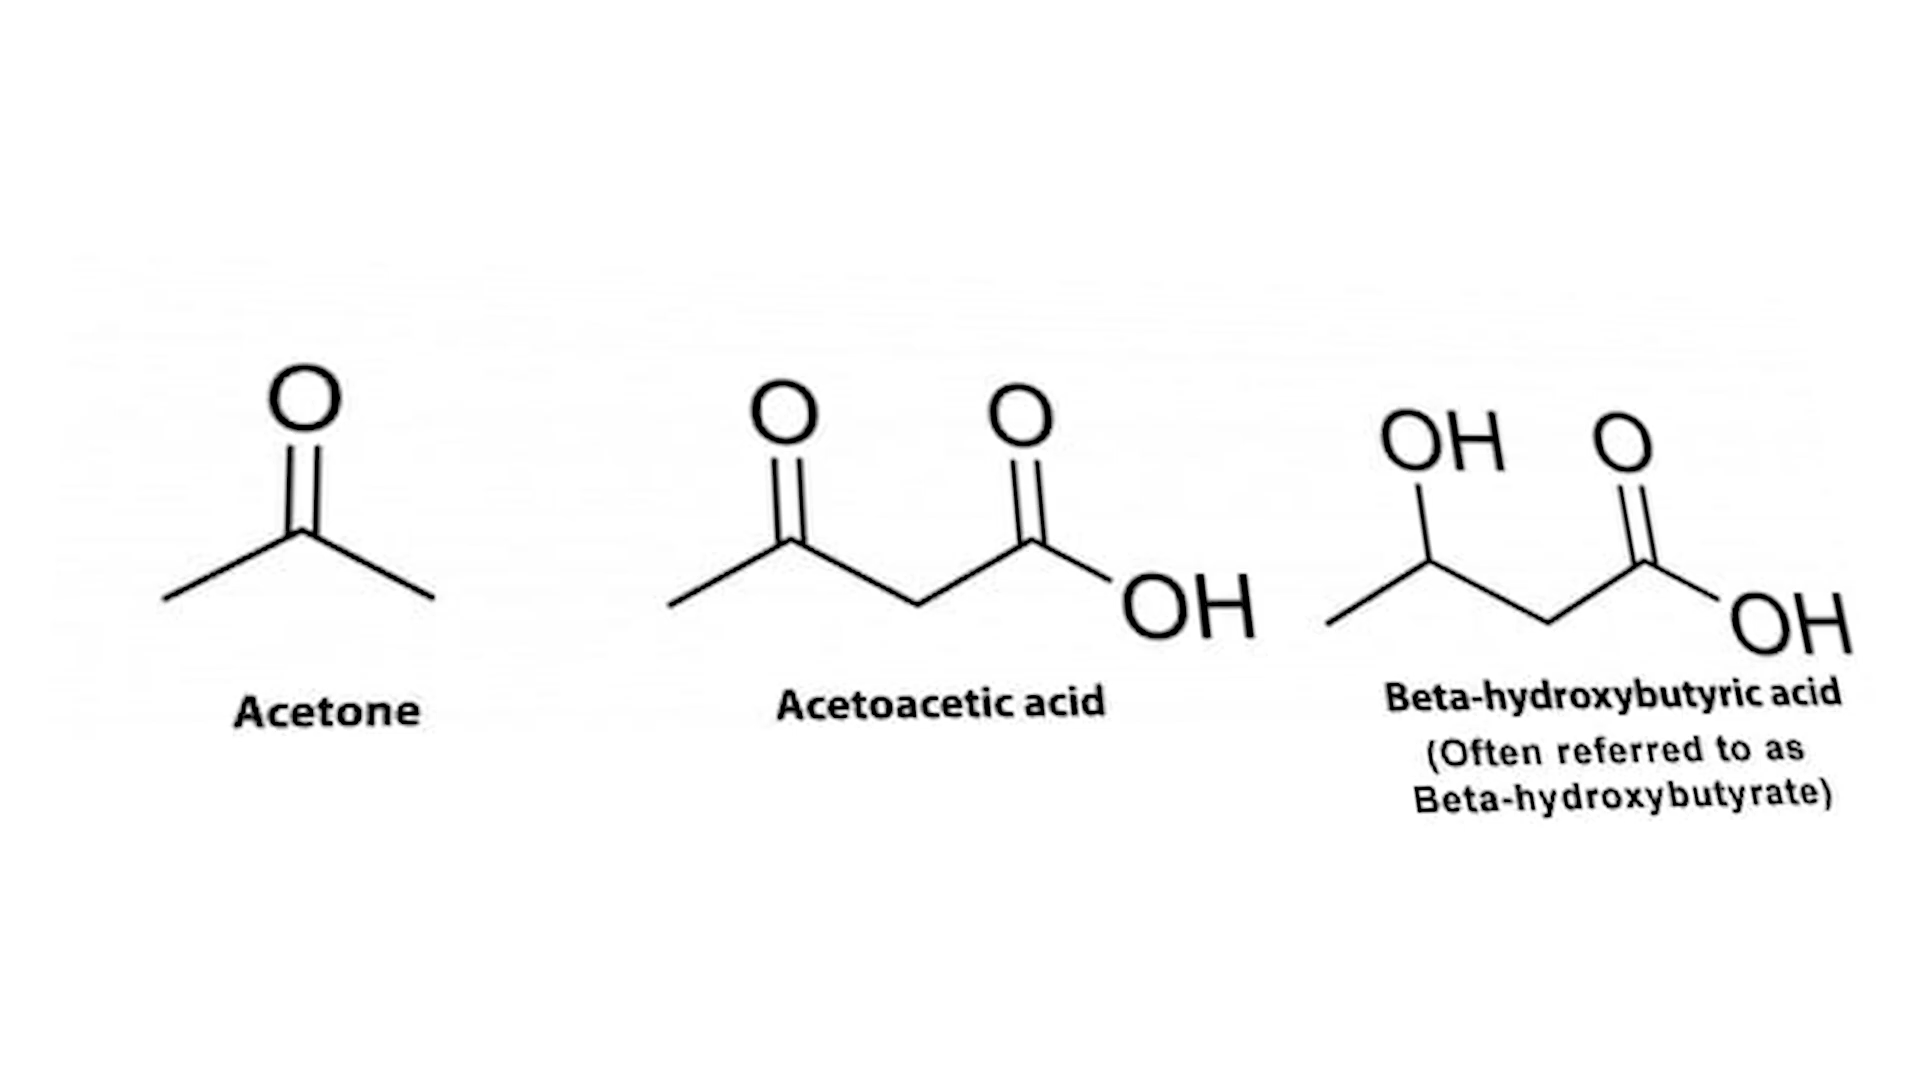 O
O
O
OH
OH
O
OH
Acetone
Acetoacetic acid
Beta-hydroxybutyric acid
(Often referred to as
Beta-hydroxybutyrate)